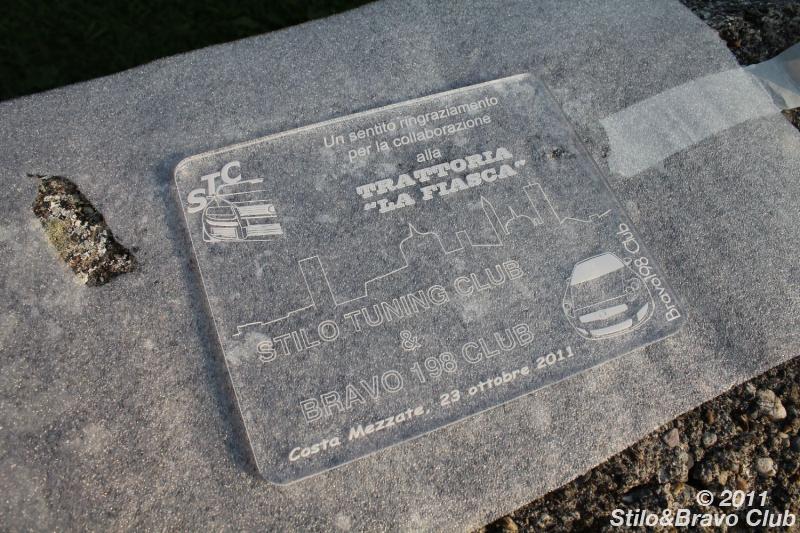 Un sentito ringraziamento
per la collaborazione
alla
TRATTORIA
"LA FIASCA"
STC
STILO TUNING CLUB
&
BRAVO 198 CLUB
Bravo198 Club
Costa Mezzate, 23 ottobre 2011
© 2011
Stilo&Bravo Club